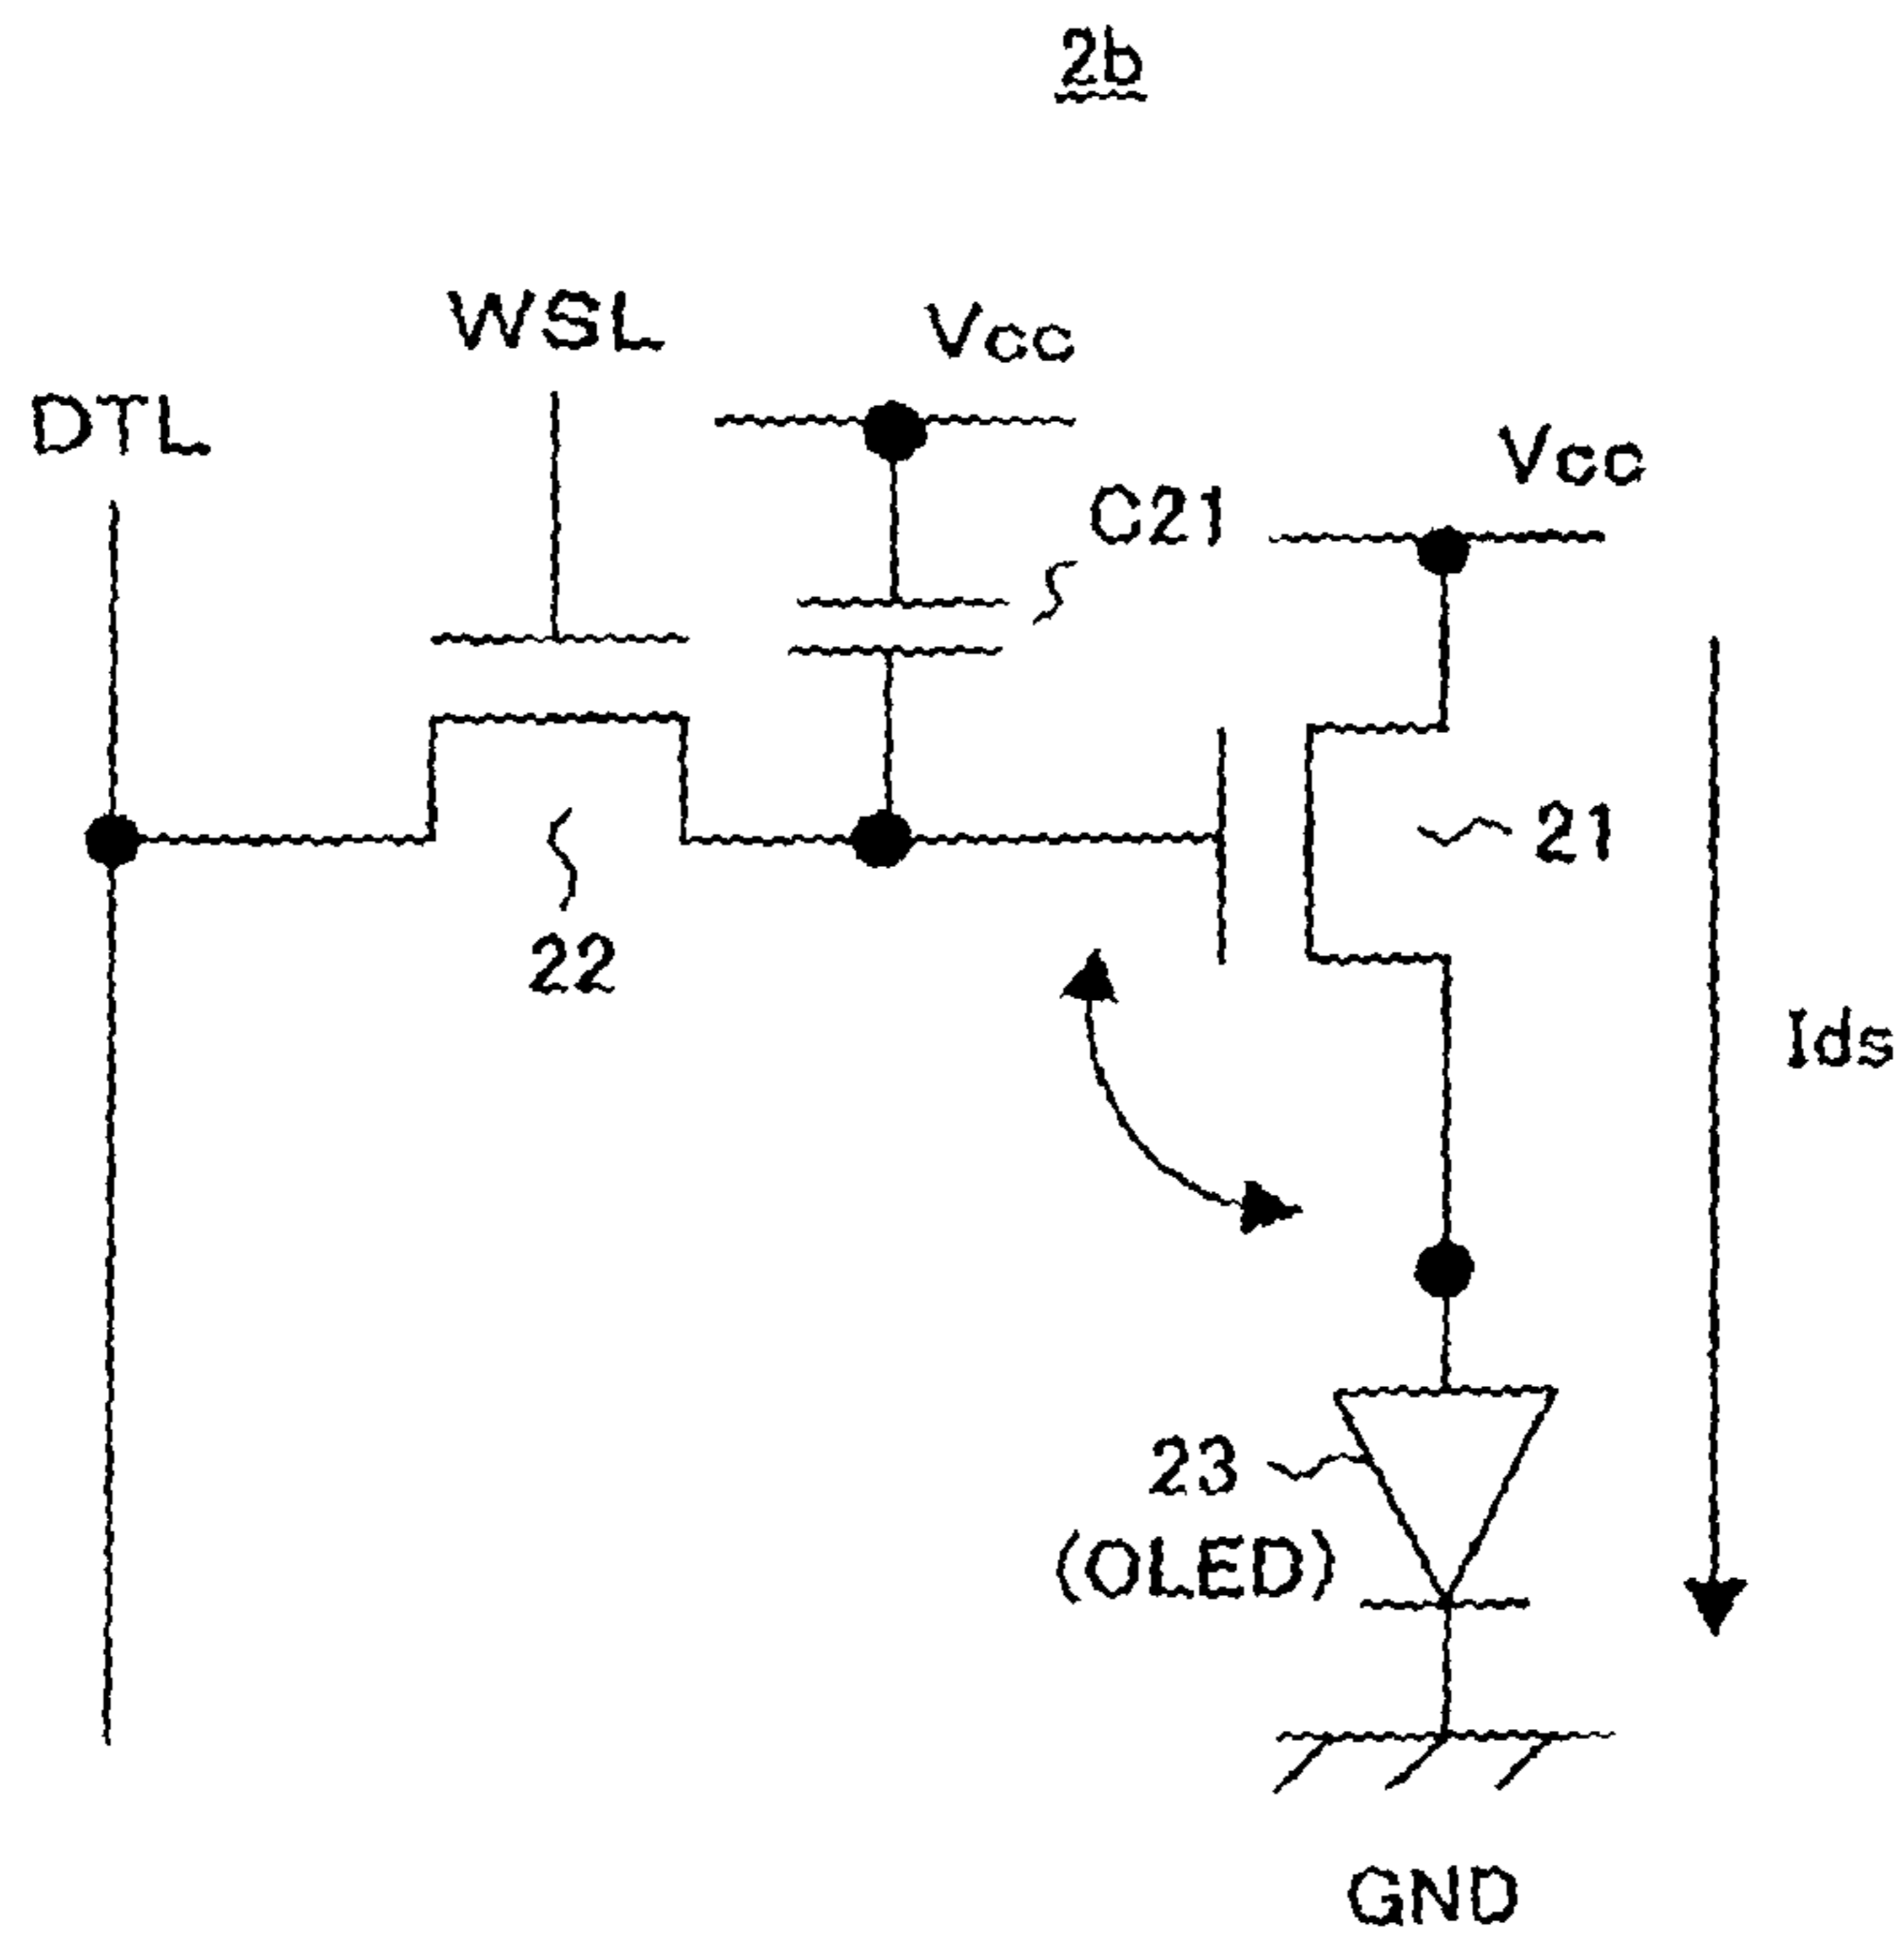 2b
WSL
Vcc
DTL
Vcc
C21
21
22
Ids
23
(OLED)
GND